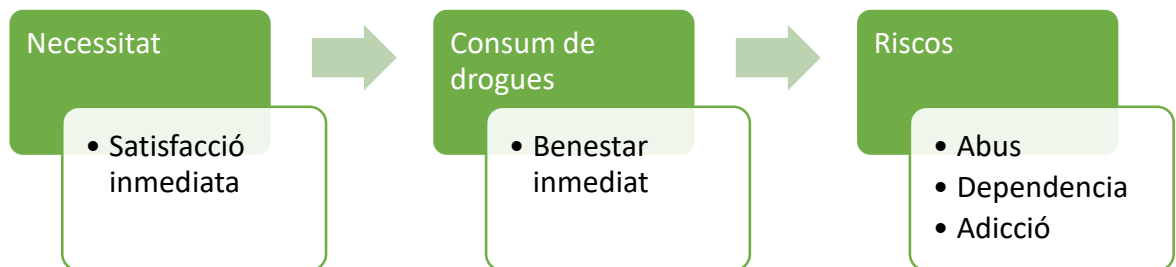 Necessitat
• Satisfacció
inmediata
Consum de
drogues
• Benestar
inmediat
Riscos
• Abus
• Dependencia
• Adicció